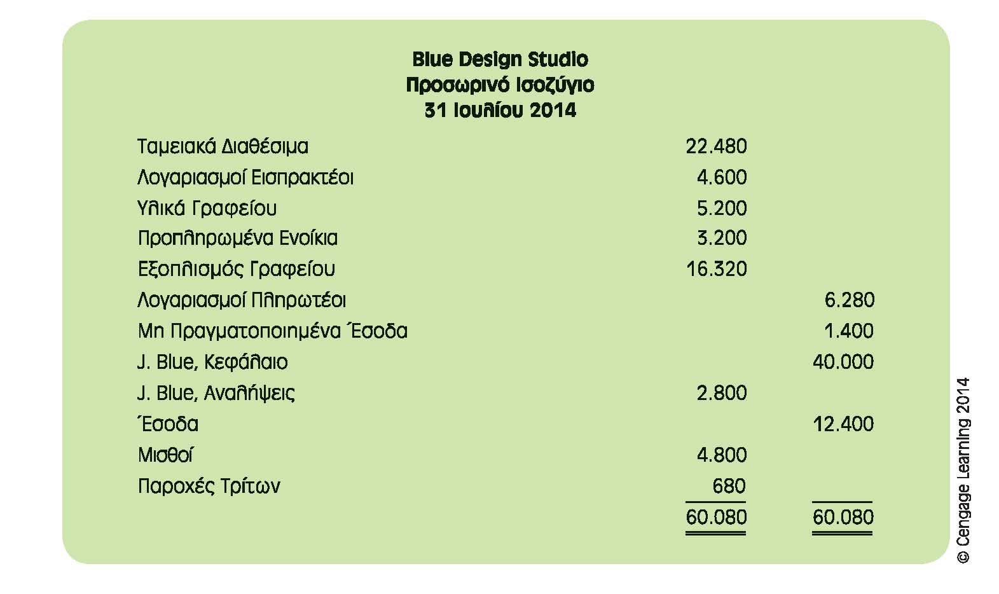 Blue Design Studio
Προσωρινό Ισοζύγιο
31 Ιουλίου 2014
Ταμειακά Διαθέσιμα 22.480
Λογαριασμοί Εισπρακτέοι 4.600
Υλικά Γραφείου 5.200
Προπληρωμένα Ενοίκια 3.200
Εξοπλισμός Γραφείου 16.320
Λογαριασμοί Πληρωτέοι 6.280
Μη Πραγματοποιημένα Έσοδα 1.400
J. Blue, Κεφάλαιο 40.000
J. Blue, Αναλήψεις 2.800
Έσοδα 12.400
Μισθοί 4.800
Παροχές Τρίτων 680
60.080 60.080
© Cengage Learning 2014